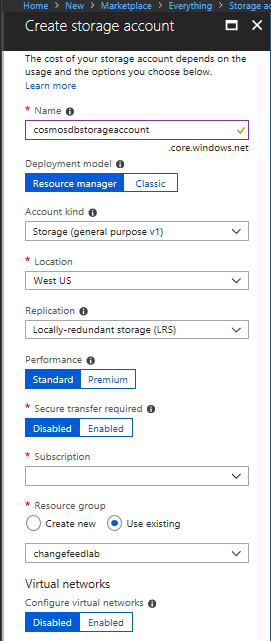 Home > New > Marketplace > Everything > Storage ac
Create storage account
The cost of your storage account depends on the
usage and the options you choose below.
Learn more
* Name
cosmosdbstorageaccount
.core.windows.net
Deployment model
Resource manager Classic
Account kind
Storage (general purpose v1)
* Location
West US
Replication
Locally-redundant storage (LRS)
Performance
Standard Premium
* Secure transfer required
Disabled Enabled
* Subscription
* Resource group
Create new Use existing
changefeedlab
Virtual networks
Configure virtual networks
Disabled Enabled